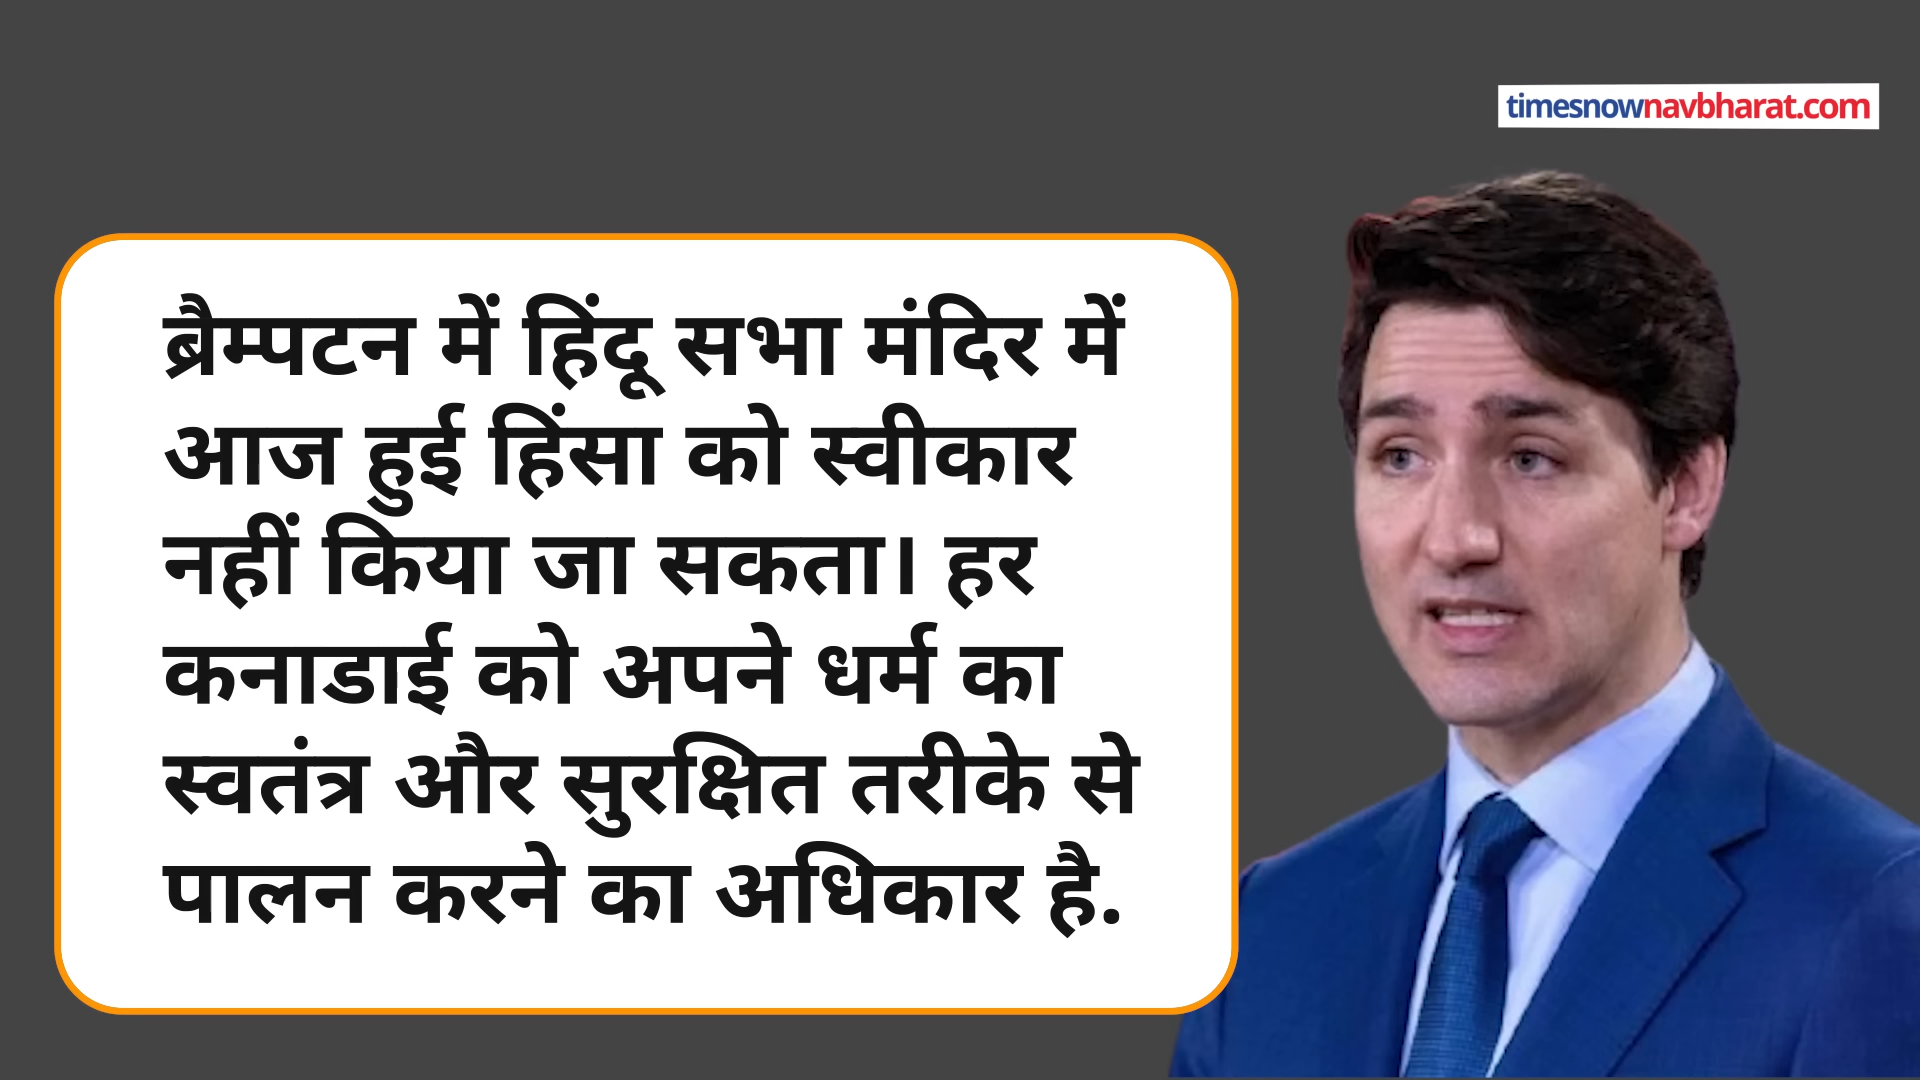 timesnownavbharat.com
ब्रैम्पटन में हिंदू सभा मंदिर में
आज हुई हिंसा को स्वीकार
नहीं किया जा सकता। हर
कनाडाई को अपने धर्म का
स्वतंत्र और सुरक्षित तरीके से
पालन करने का अधिकार है.